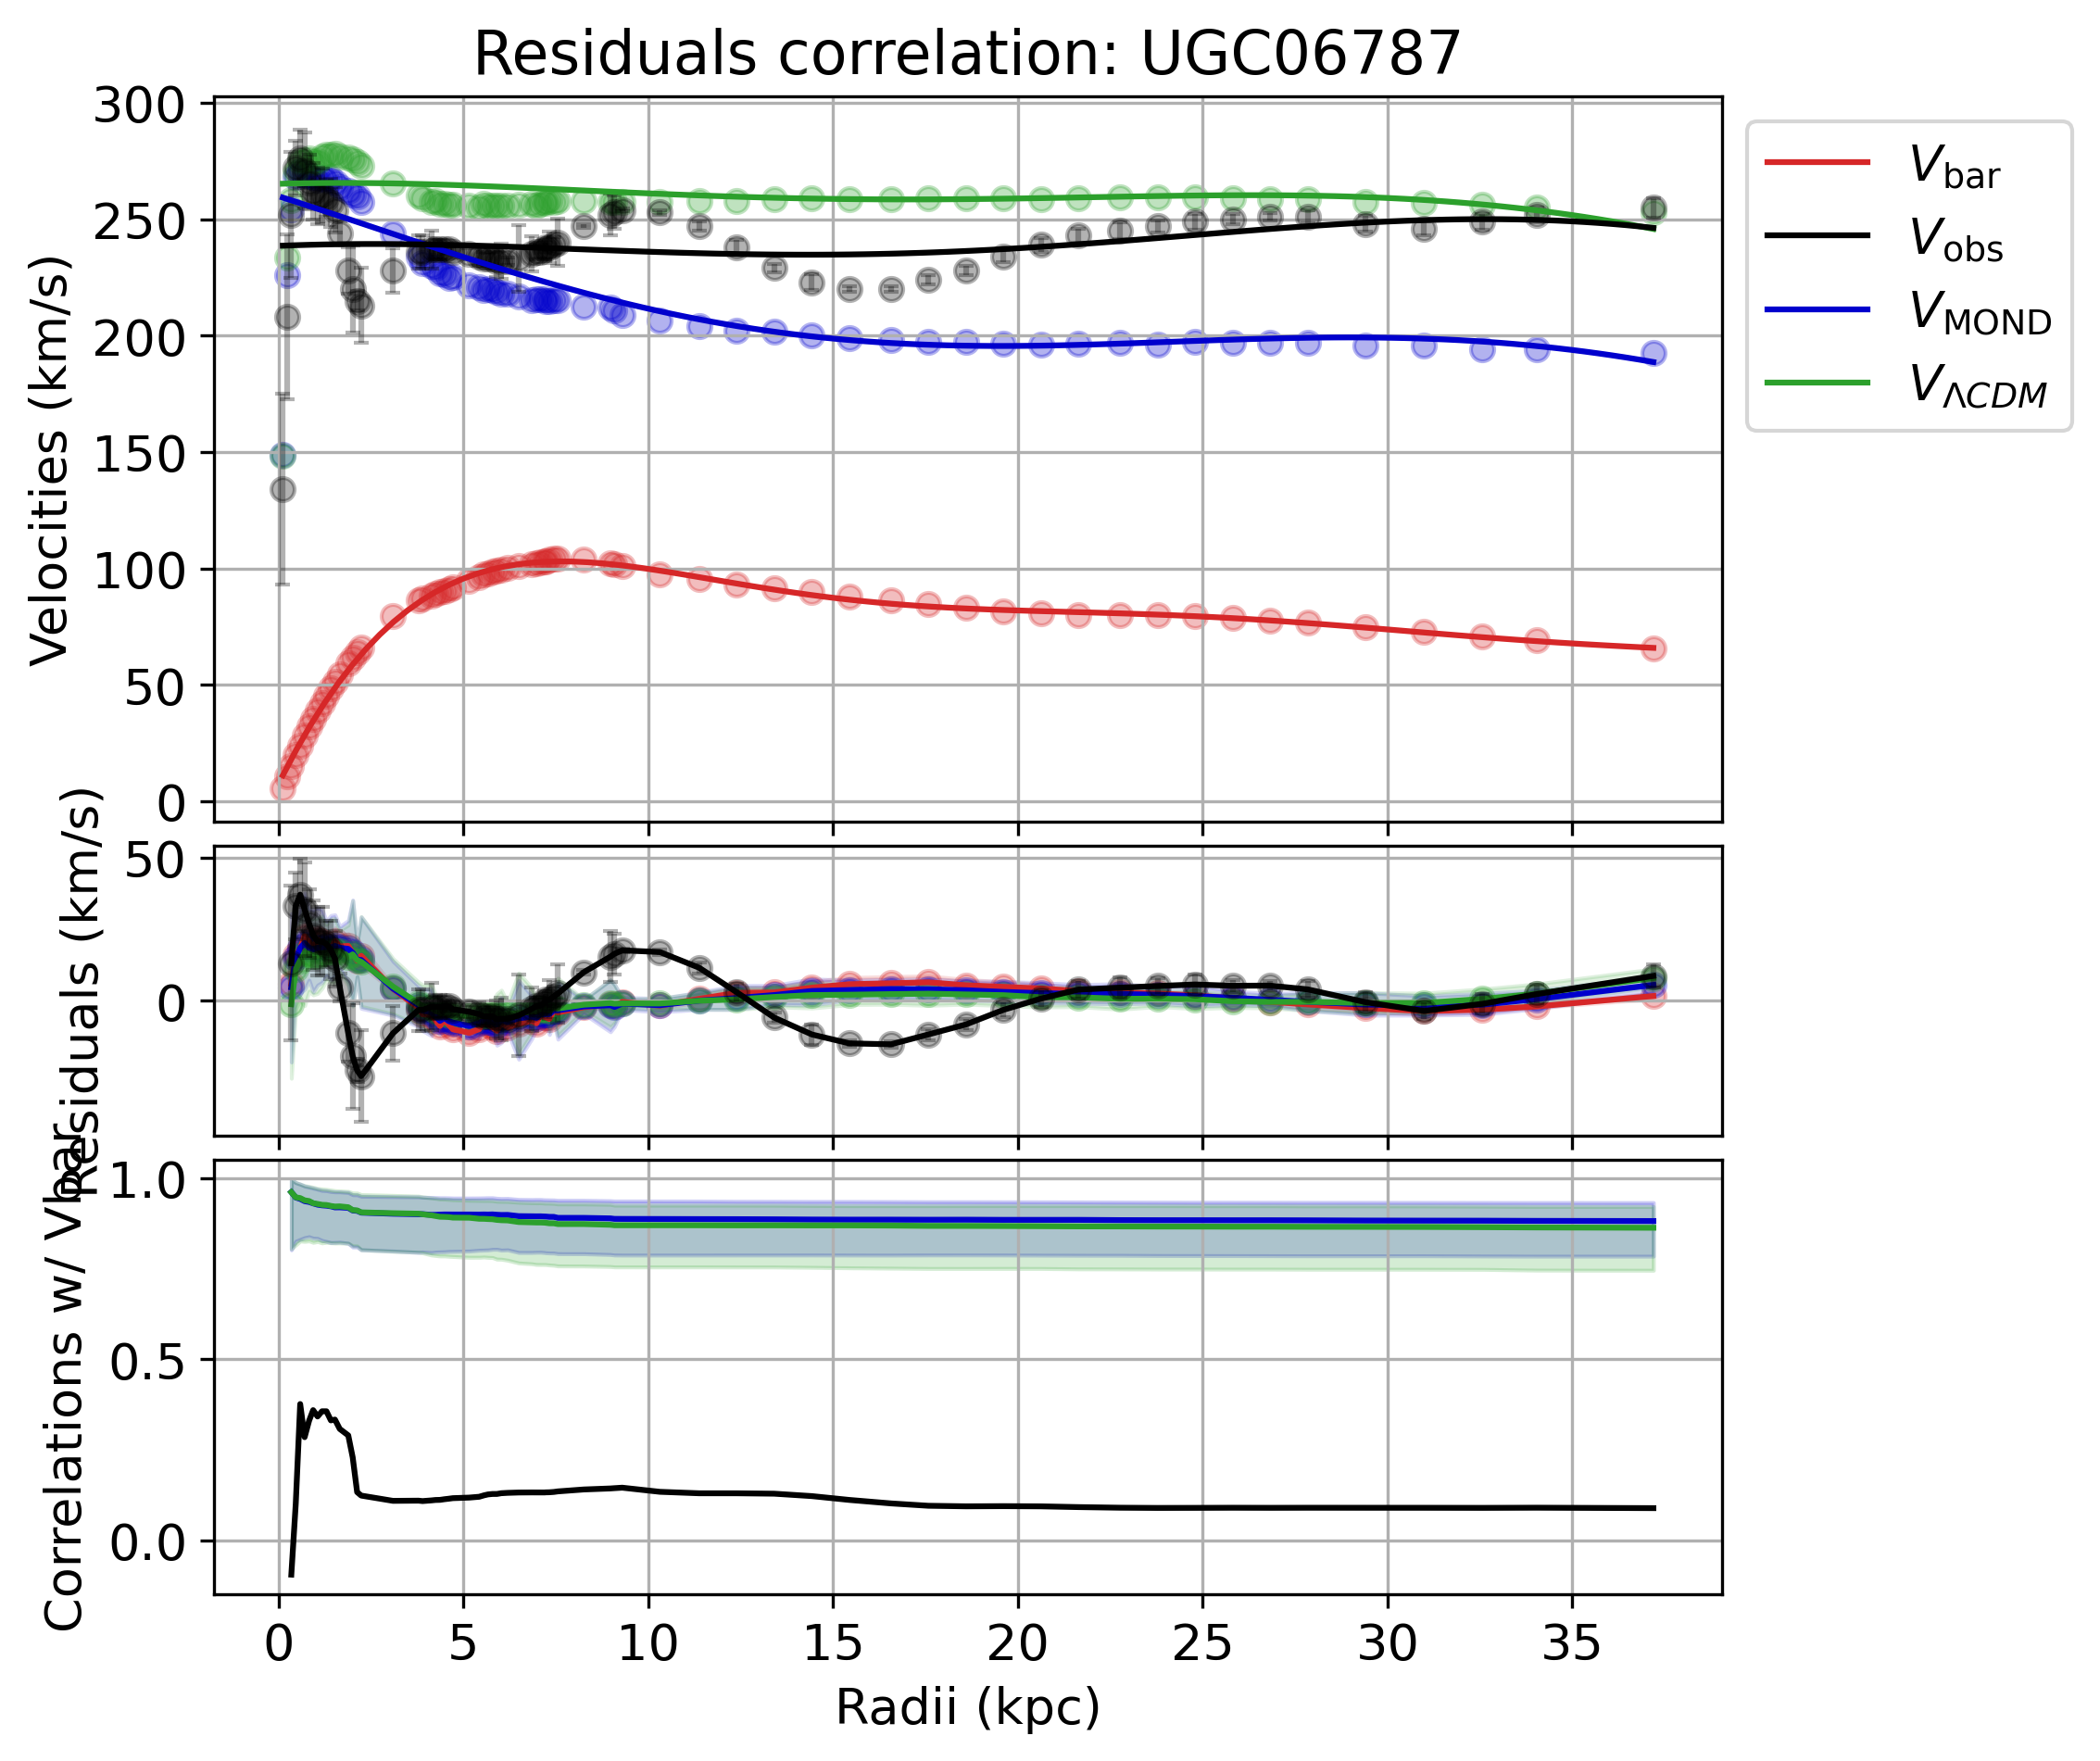 Residuals correlation: UGC06787
300
250
200
150
100
50
0
Velocities (km/s)
V_bar
V_obs
V_MOND
V_ΛCDM
50
0
Residuals (km/s)
1.0
0.5
0.0
Correlations w/ Vbar
0 5 10 15 20 25 30 35
Radii (kpc)